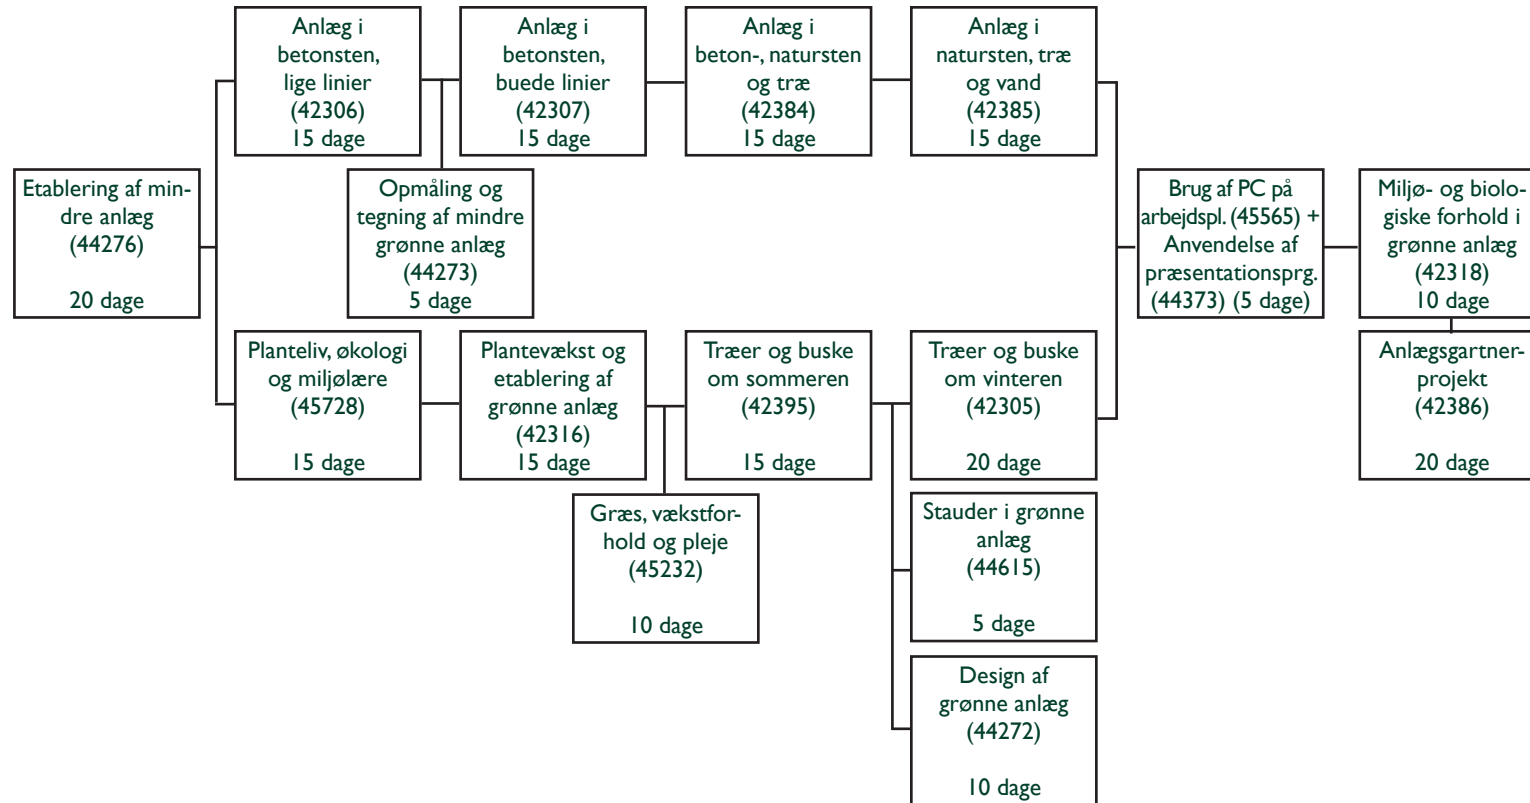 Anlæg i
betonsten,
lige linier
(42306)
15 dage
Anlæg i
betonsten,
buede linier
(42307)
15 dage
Anlæg i
beton-, natursten
og træ
(42384)
15 dage
Anlæg i
natursten, træ
og vand
(42385)
15 dage
Etablering af min-
dre anlæg
(44276)
20 dage
Opmåling og
tegning af mindre
grønne anlæg
(44273)
5 dage
Brug af PC på
arbejdspl. (45565) +
Anvendelse af
præsentationsprg.
(44373) (5 dage)
Miljø- og biolo-
giske forhold i
grønne anlæg
(42318)
10 dage
Planteliv, økologi
og miljølære
(45728)
15 dage
Plantevækst og
etablering af
grønne anlæg
(42316)
15 dage
Træer og buske
om sommeren
(42395)
15 dage
Træer og buske
om vinteren
(42305)
20 dage
Anlægsgartner-
projekt
(42386)
20 dage
Græs, vækstfor-
hold og pleje
(45232)
10 dage
Stauder i grønne
anlæg
(44615)
5 dage
Design af
grønne anlæg
(44272)
10 dage